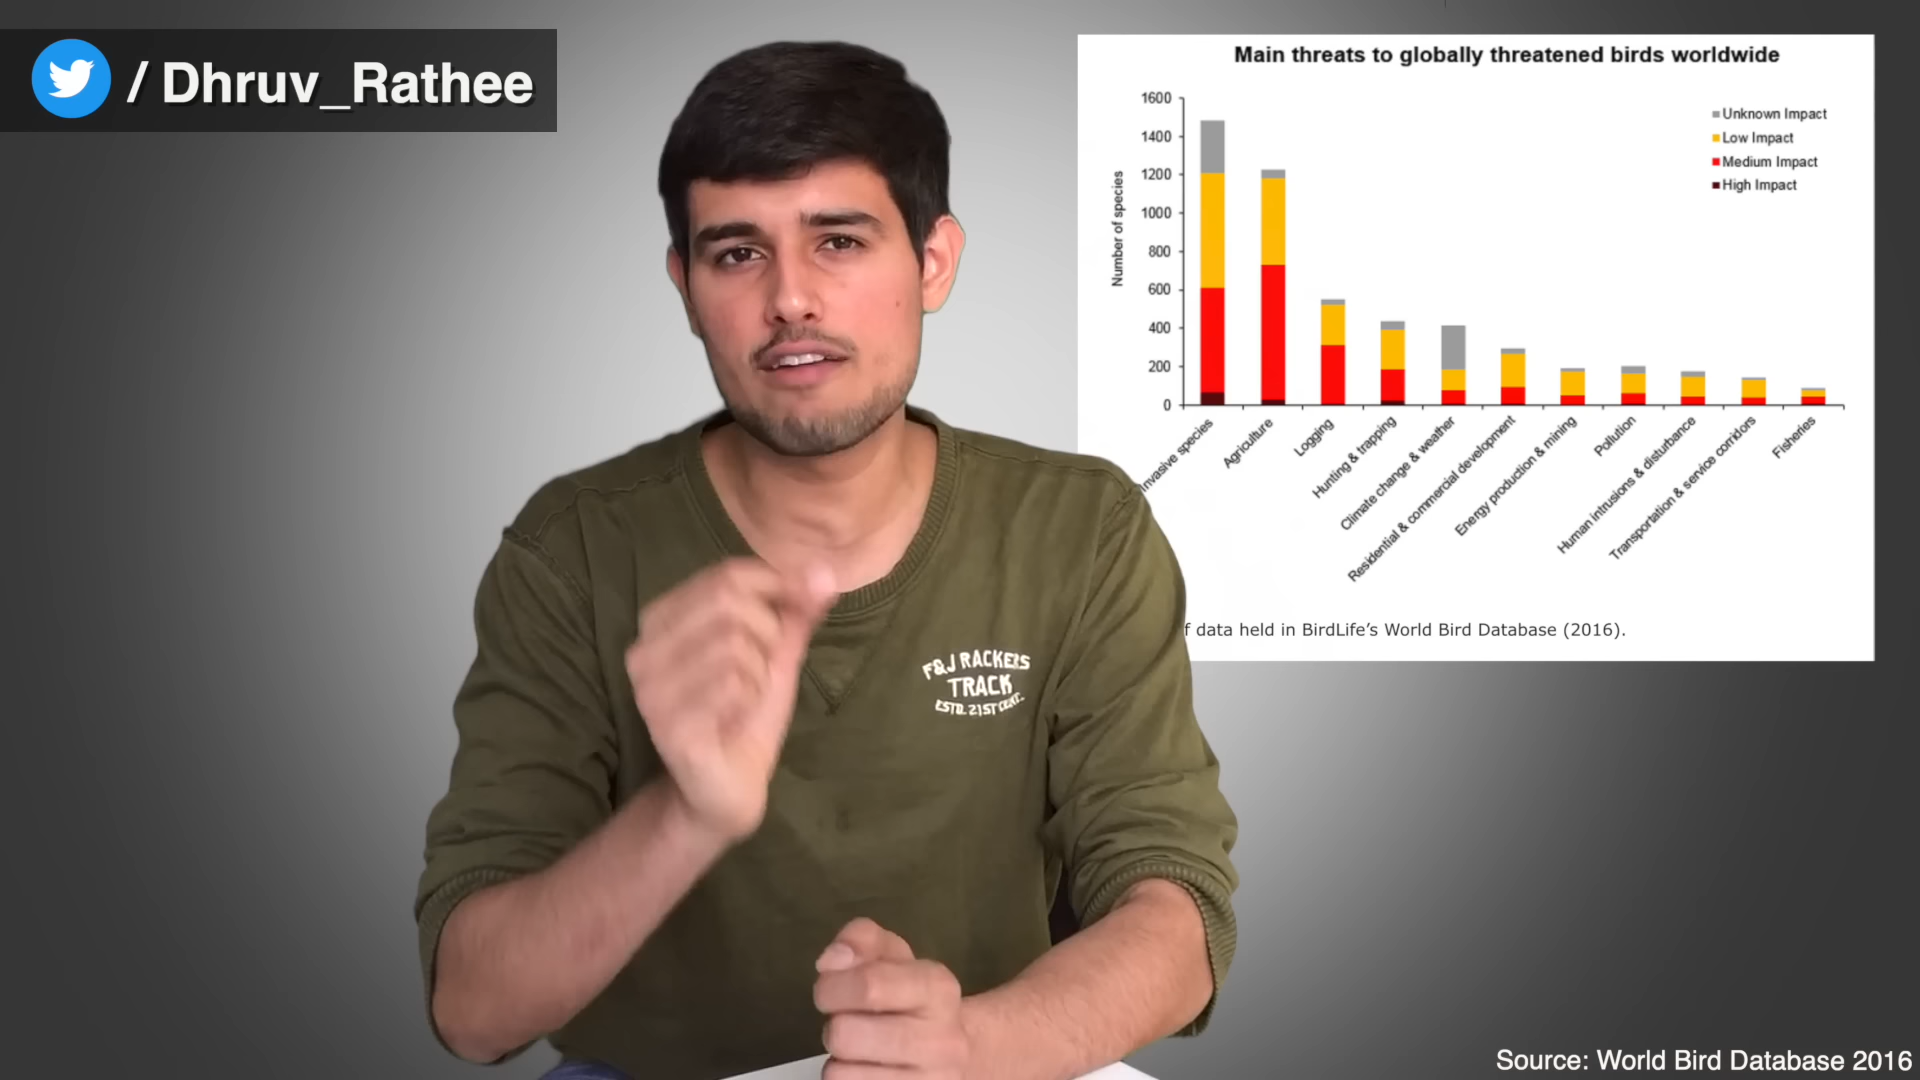 / Dhruv_Rathee
Main threats to globally threatened birds worldwide
1600
1400
1200
1000
800
600
400
200
0
Number of species
Unknown Impact
Low Impact
Medium Impact
High Impact
Invasive species
Agriculture
Logging
Hunting & trapping
Climate change & weather
Residential & commercial development
Energy production & mining
Pollution
Human intrusions & disturbance
Transportation & service corridors
Fisheries
f data held in BirdLife’s World Bird Database (2016).
F&J RACKERS
TRACK
ESTD. 21ST CENT.
Source: World Bird Database 2016